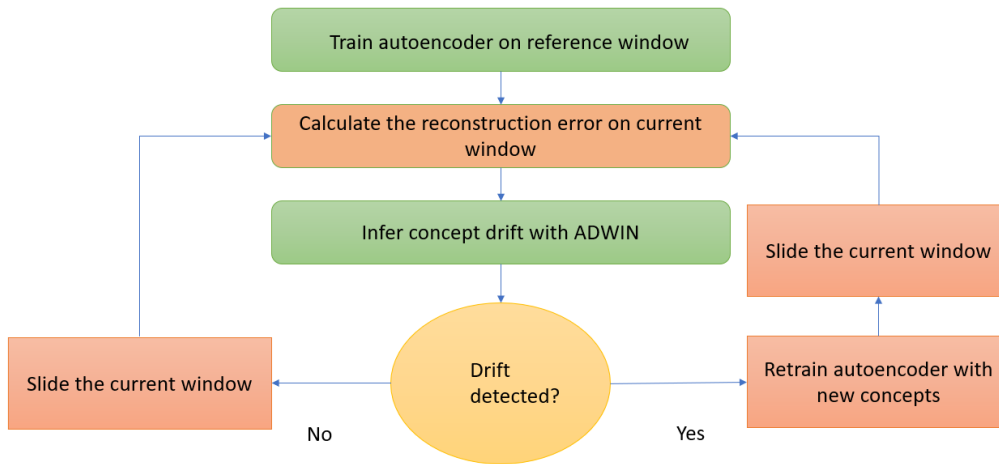 Train autoencoder on reference window
Calculate the reconstruction error on current
window
Infer concept drift with ADWIN
Slide the current window
Drift
detected?
Slide the current window
Retrain autoencoder with
new concepts
No
Yes